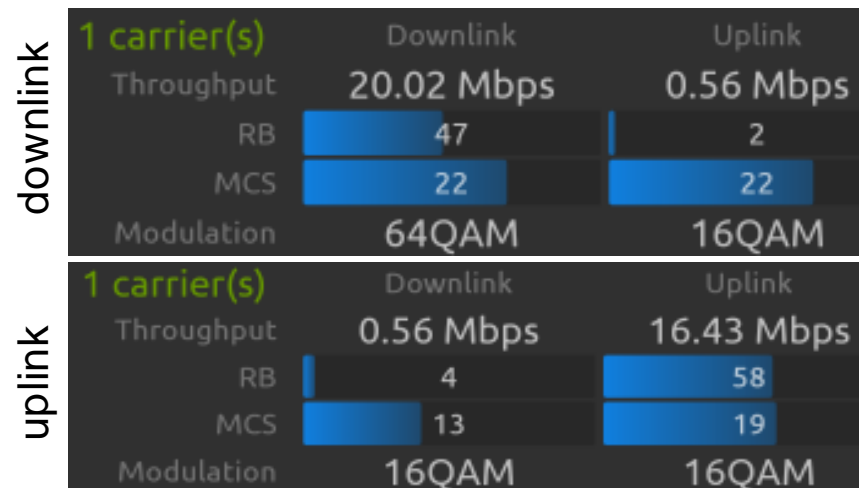 downlink
1 carrier(s) Downlink Uplink
Throughput 20.02 Mbps 0.56 Mbps
RB 47 2
MCS 22 22
Modulation 64QAM 16QAM
uplink
1 carrier(s) Downlink Uplink
Throughput 0.56 Mbps 16.43 Mbps
RB 4 58
MCS 13 19
Modulation 16QAM 16QAM